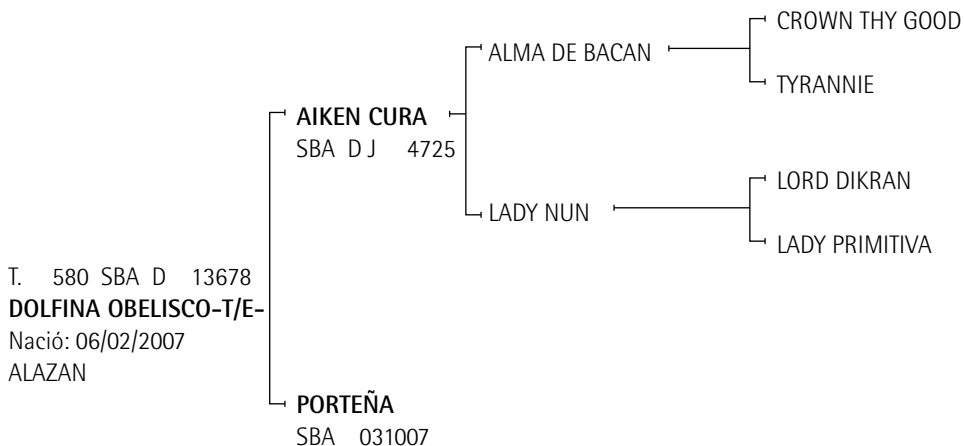 CROWN THY GOOD
ALMA DE BACAN
TYRANNIE
AIKEN CURA
SBA D J 4725
LORD DIKRAN
LADY NUN
LADY PRIMITIVA
T. 580 SBA D 13678
DOLFINA OBELISCO-T/E-
Nació: 06/02/2007
ALAZAN
PORTEÑA
SBA 031007